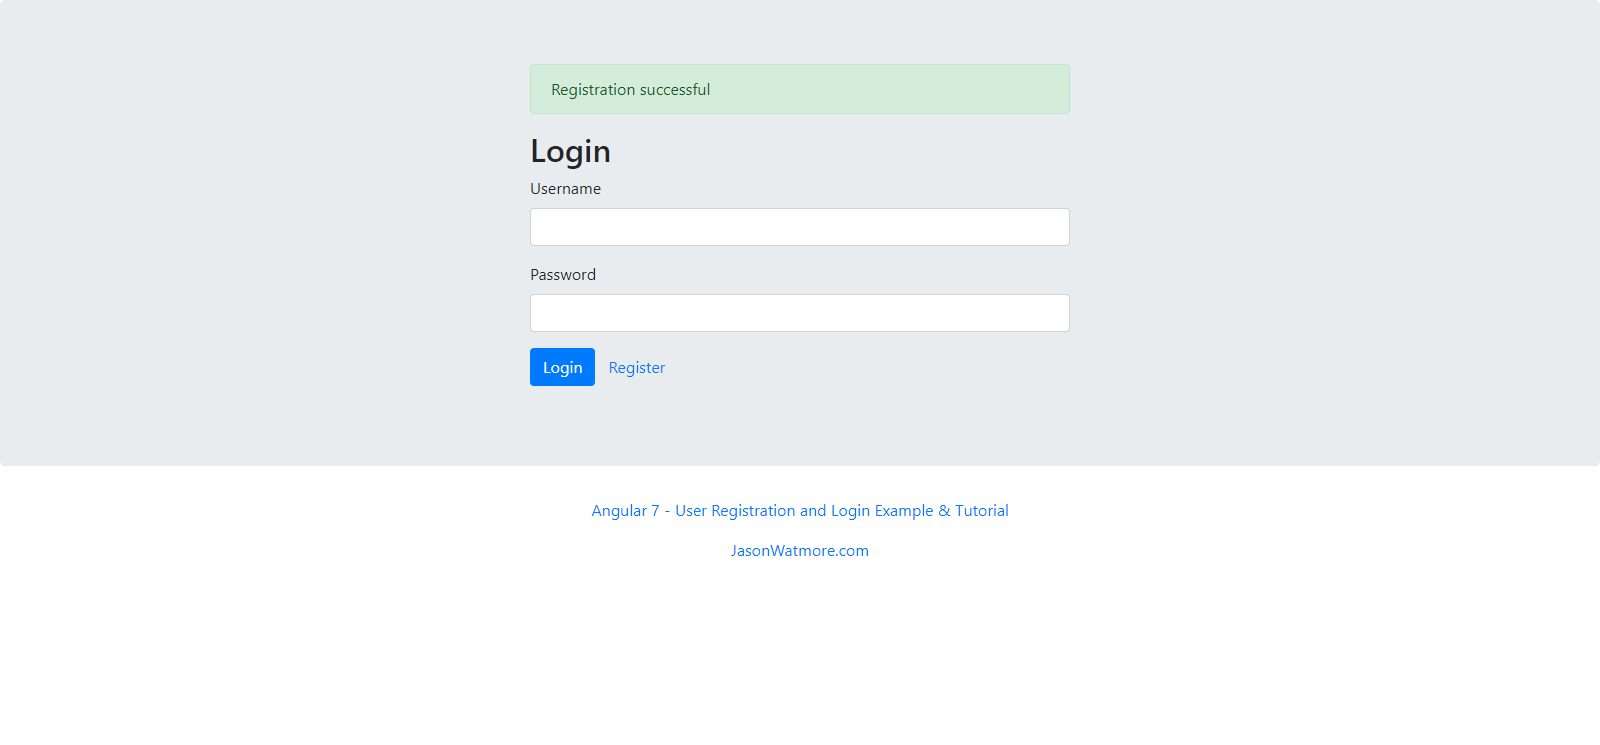 Registration successful
Login
Username
Password
Login Register
Angular 7 - User Registration and Login Example & Tutorial
JasonWatmore.com